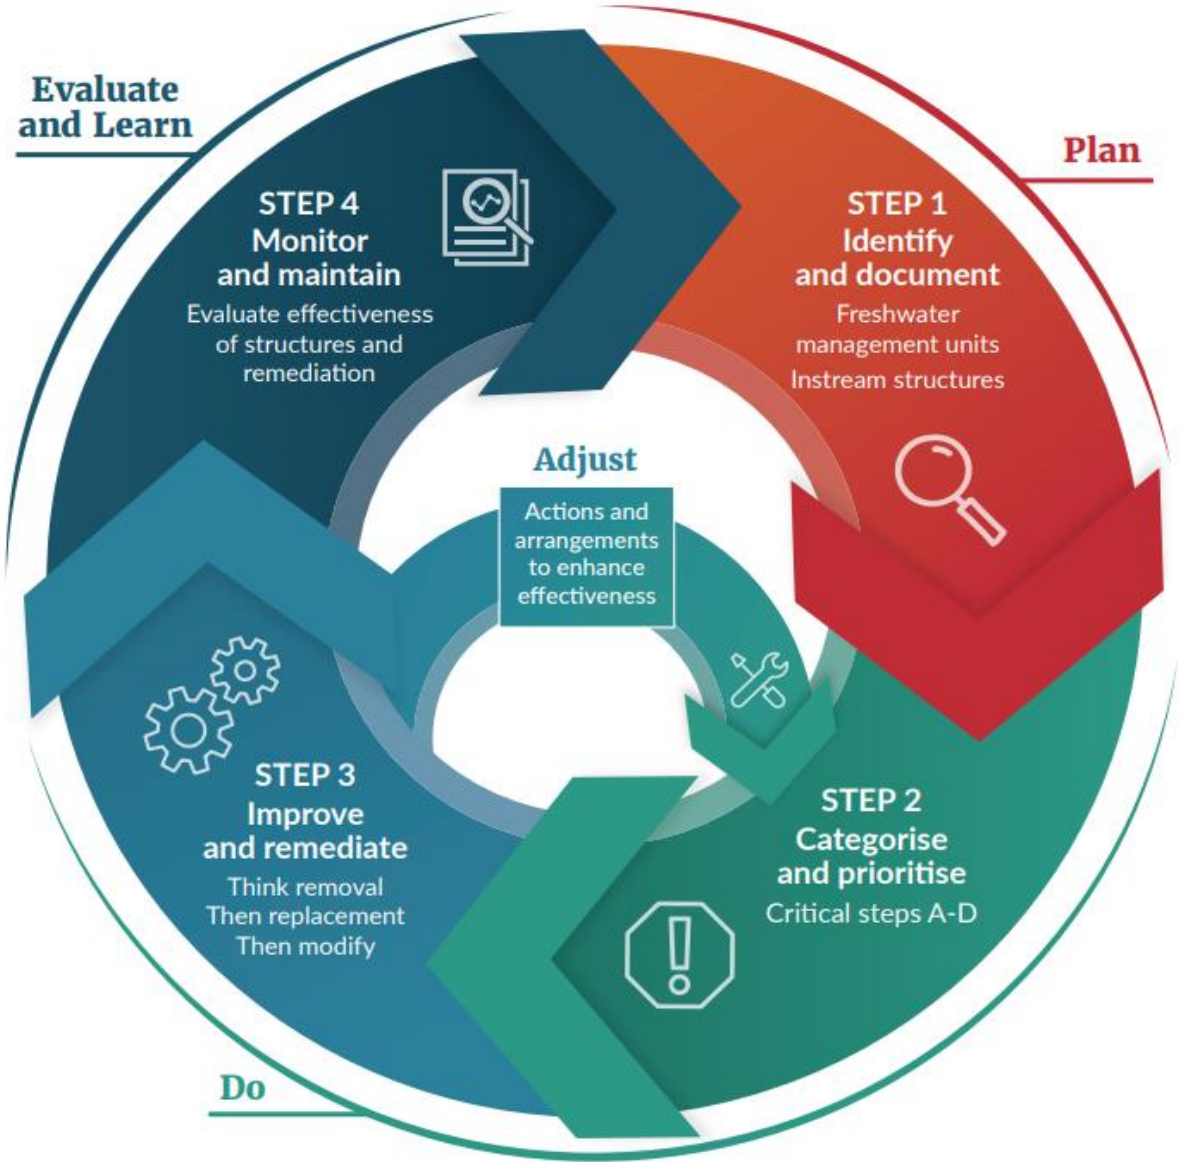 Evaluate
and Learn
Plan
STEP 4
Monitor
and maintain
Evaluate effectiveness
of structures and
remediation
STEP 1
Identify
and document
Freshwater
management units
Instream structures
Adjust
Actions and
arrangements
to enhance
effectiveness
STEP 3
Improve
and remediate
Think removal
Then replacement
Then modify
STEP 2
Categorise
and prioritise
Critical steps A-D
Do